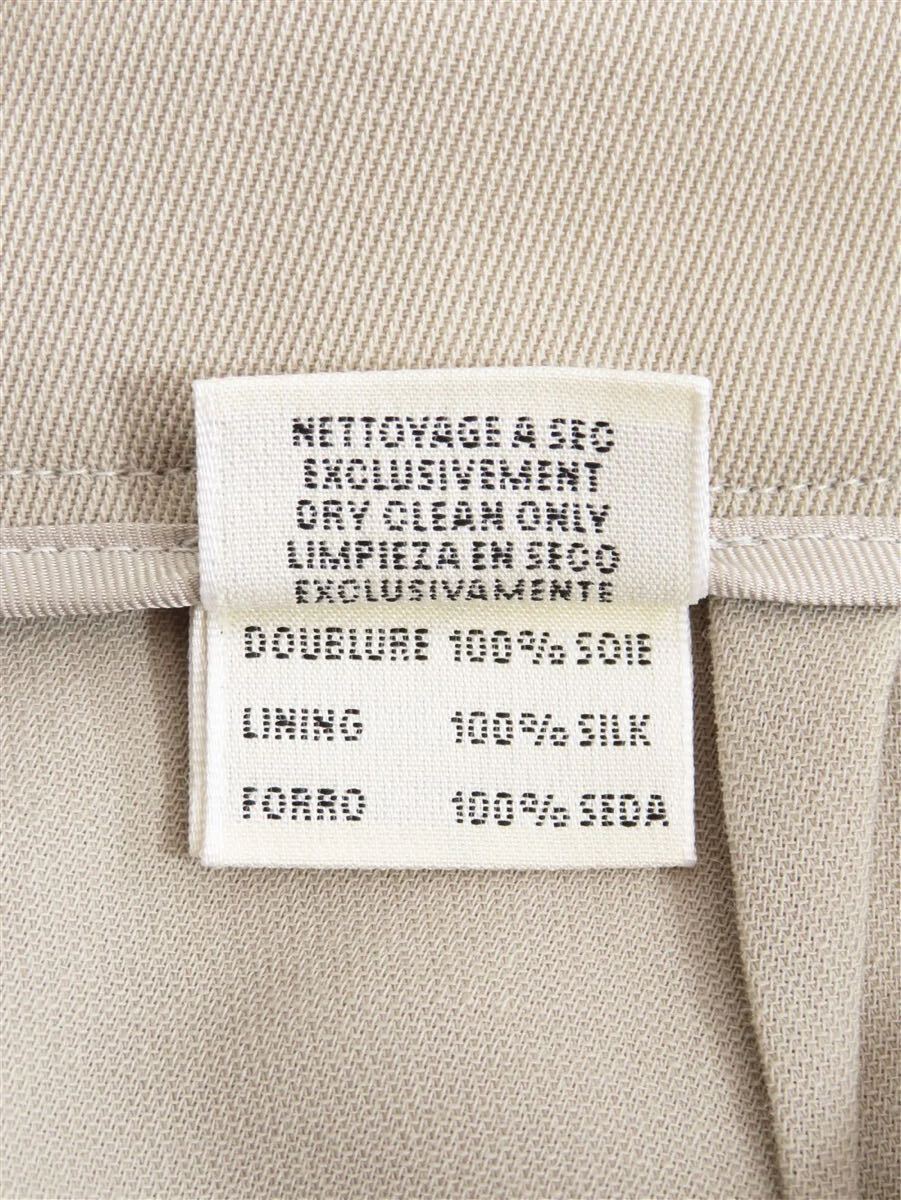 NETTOYAGE A SEC
EXCLUSIVEMENT
DRY CLEAN ONLY
LIMPIEZA EN SECO
EXCLUSIVAMENTE
DOUBLURE 100% SOIE
LINING 100% SILK
FORRO 100% SEDA